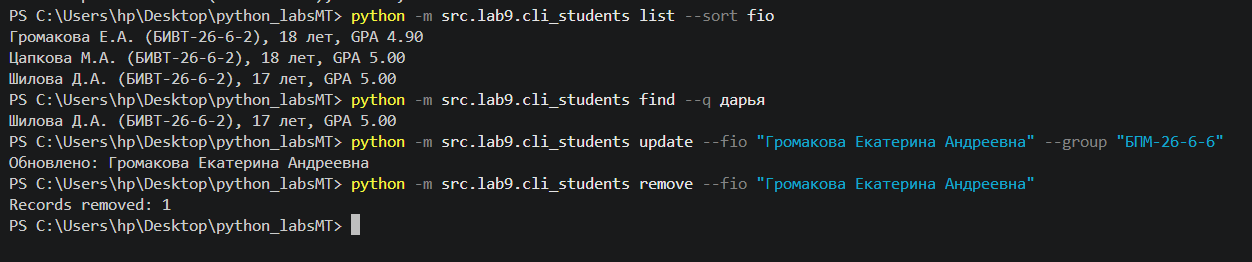 PS C:\Users\hp\Desktop\python_labsMT> python -m src.lab9.cli_students list --sort fio
Громакова Е.А. (БИВТ-26-6-2), 18 лет, GPA 4.90
Цапкова М.А. (БИВТ-26-6-2), 18 лет, GPA 5.00
Шилова Д.А. (БИВТ-26-6-2), 17 лет, GPA 5.00
PS C:\Users\hp\Desktop\python_labsMT> python -m src.lab9.cli_students find --q дарья
Шилова Д.А. (БИВТ-26-6-2), 17 лет, GPA 5.00
PS C:\Users\hp\Desktop\python_labsMT> python -m src.lab9.cli_students update --fio "Громакова Екатерина Андреевна" --group "БПМ-26-6-6"
Обновлено: Громакова Екатерина Андреевна
PS C:\Users\hp\Desktop\python_labsMT> python -m src.lab9.cli_students remove --fio "Громакова Екатерина Андреевна"
Records removed: 1
PS C:\Users\hp\Desktop\python_labsMT>